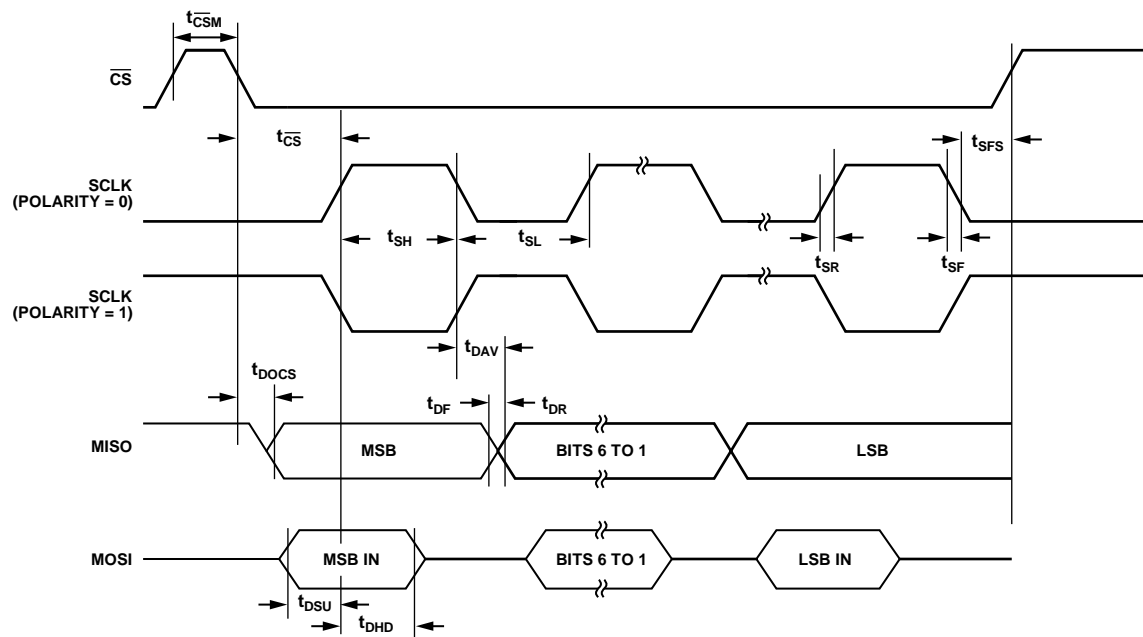 tCSM
CS
tCS
tSFS
SCLK
(POLARITY = 0)
tSH
tSL
tSR
tSF
SCLK
(POLARITY = 1)
tDAV
tDOCS
tDF
tDR
MISO
MSB
BITS 6 TO 1
LSB
MOSI
MSB IN
BITS 6 TO 1
LSB IN
tDSU
tDHD